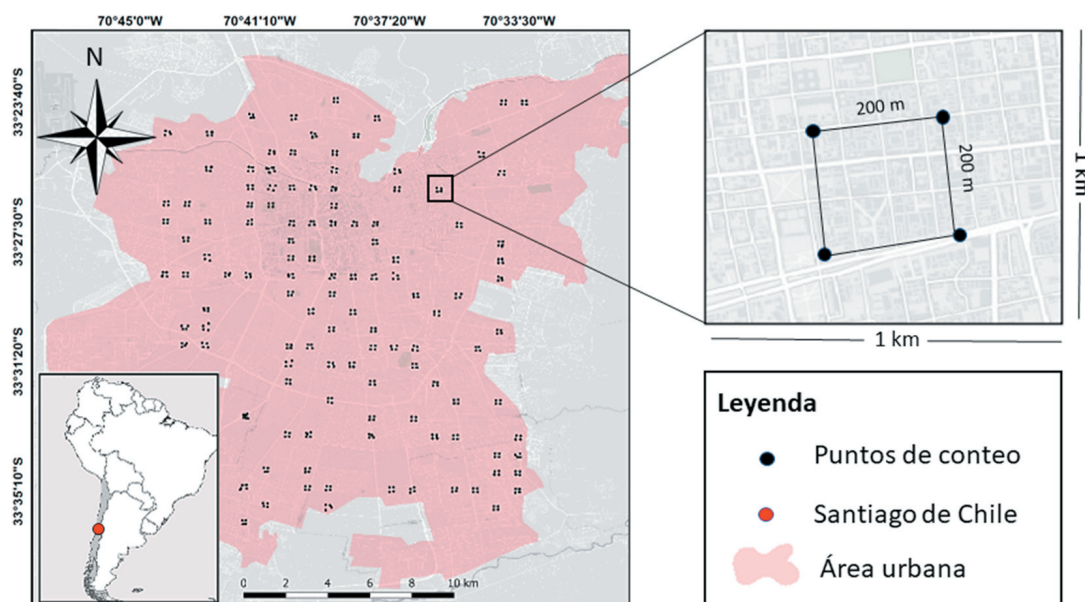 70°45'0"W 70°41'10"W 70°37'20"W 70°33'30"W
33°23'40"S
33°27'30"S
33°31'20"S
33°35'10"S
N
0 2 4 6 8 10 km
200 m
200 m
1 km
1 km
Leyenda
Puntos de conteo
Santiago de Chile
Área urbana